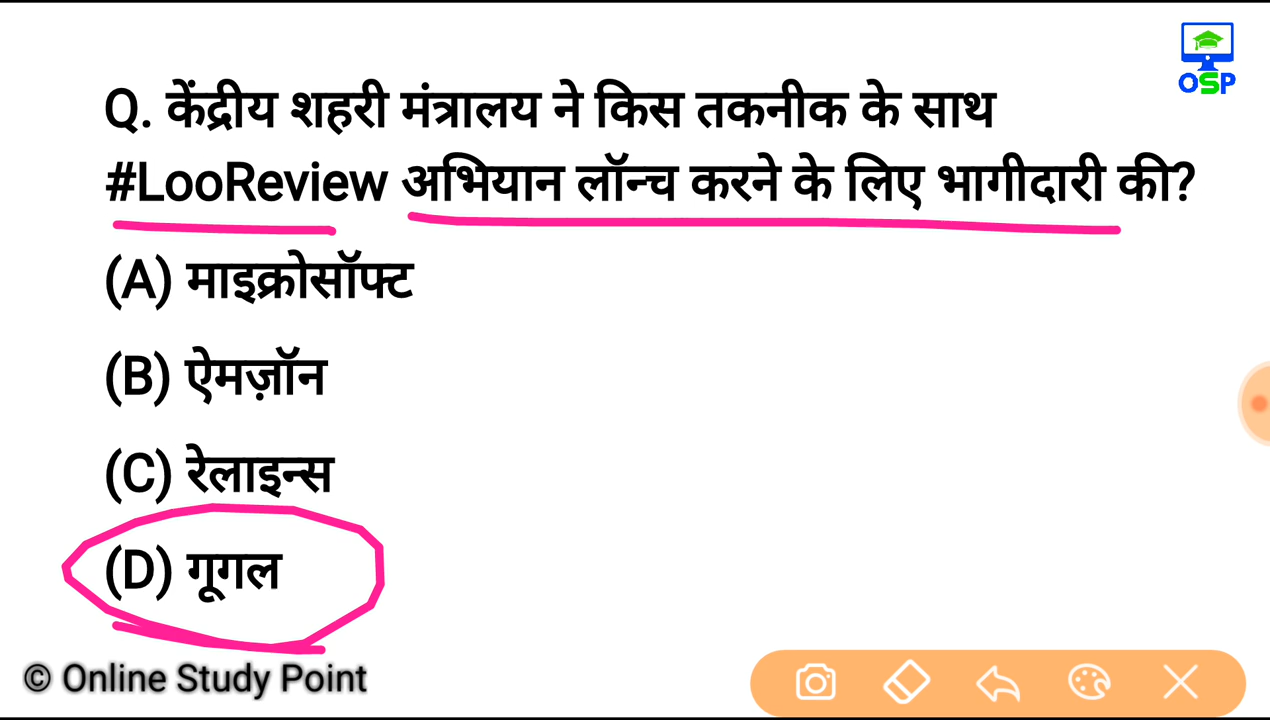 OSP
Q. केंद्रीय शहरी मंत्रालय ने किस तकनीक के साथ
#LooReview अभियान लॉन्च करने के लिए भागीदारी की?
(A) माइक्रोसॉफ्ट
(B) ऐमज़ॉन
(C) रेलाइन्स
(D) गूगल
© Online Study Point